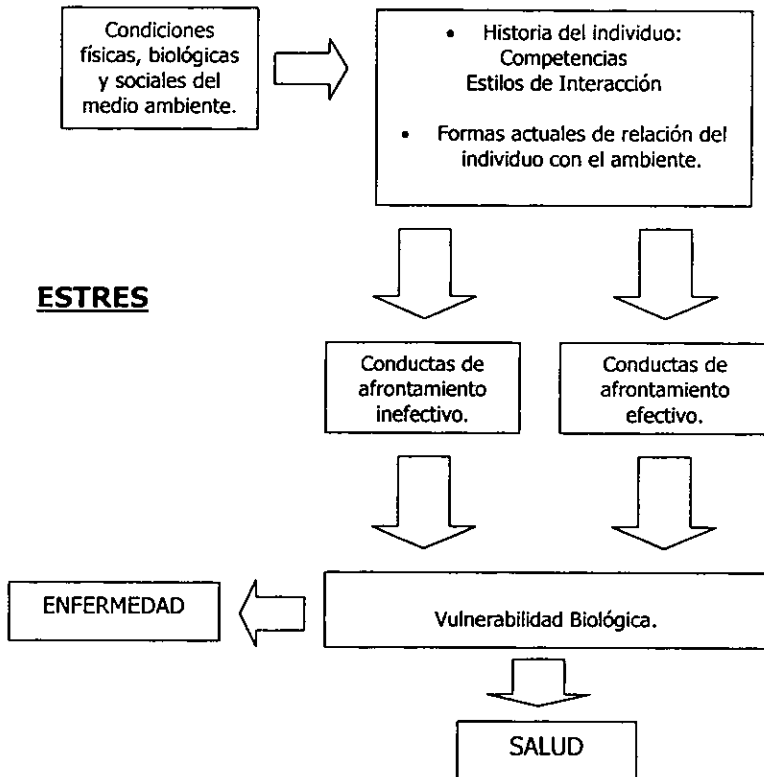 Condiciones
físicas, biológicas
y sociales del
medio ambiente.
• Historia del individuo:
Competencias
Estilos de Interacción
• Formas actuales de relación del
individuo con el ambiente.
ESTRES
Conductas de
afrontamiento
inefectivo.
Conductas de
afrontamiento
efectivo.
ENFERMEDAD
Vulnerabilidad Biológica.
SALUD